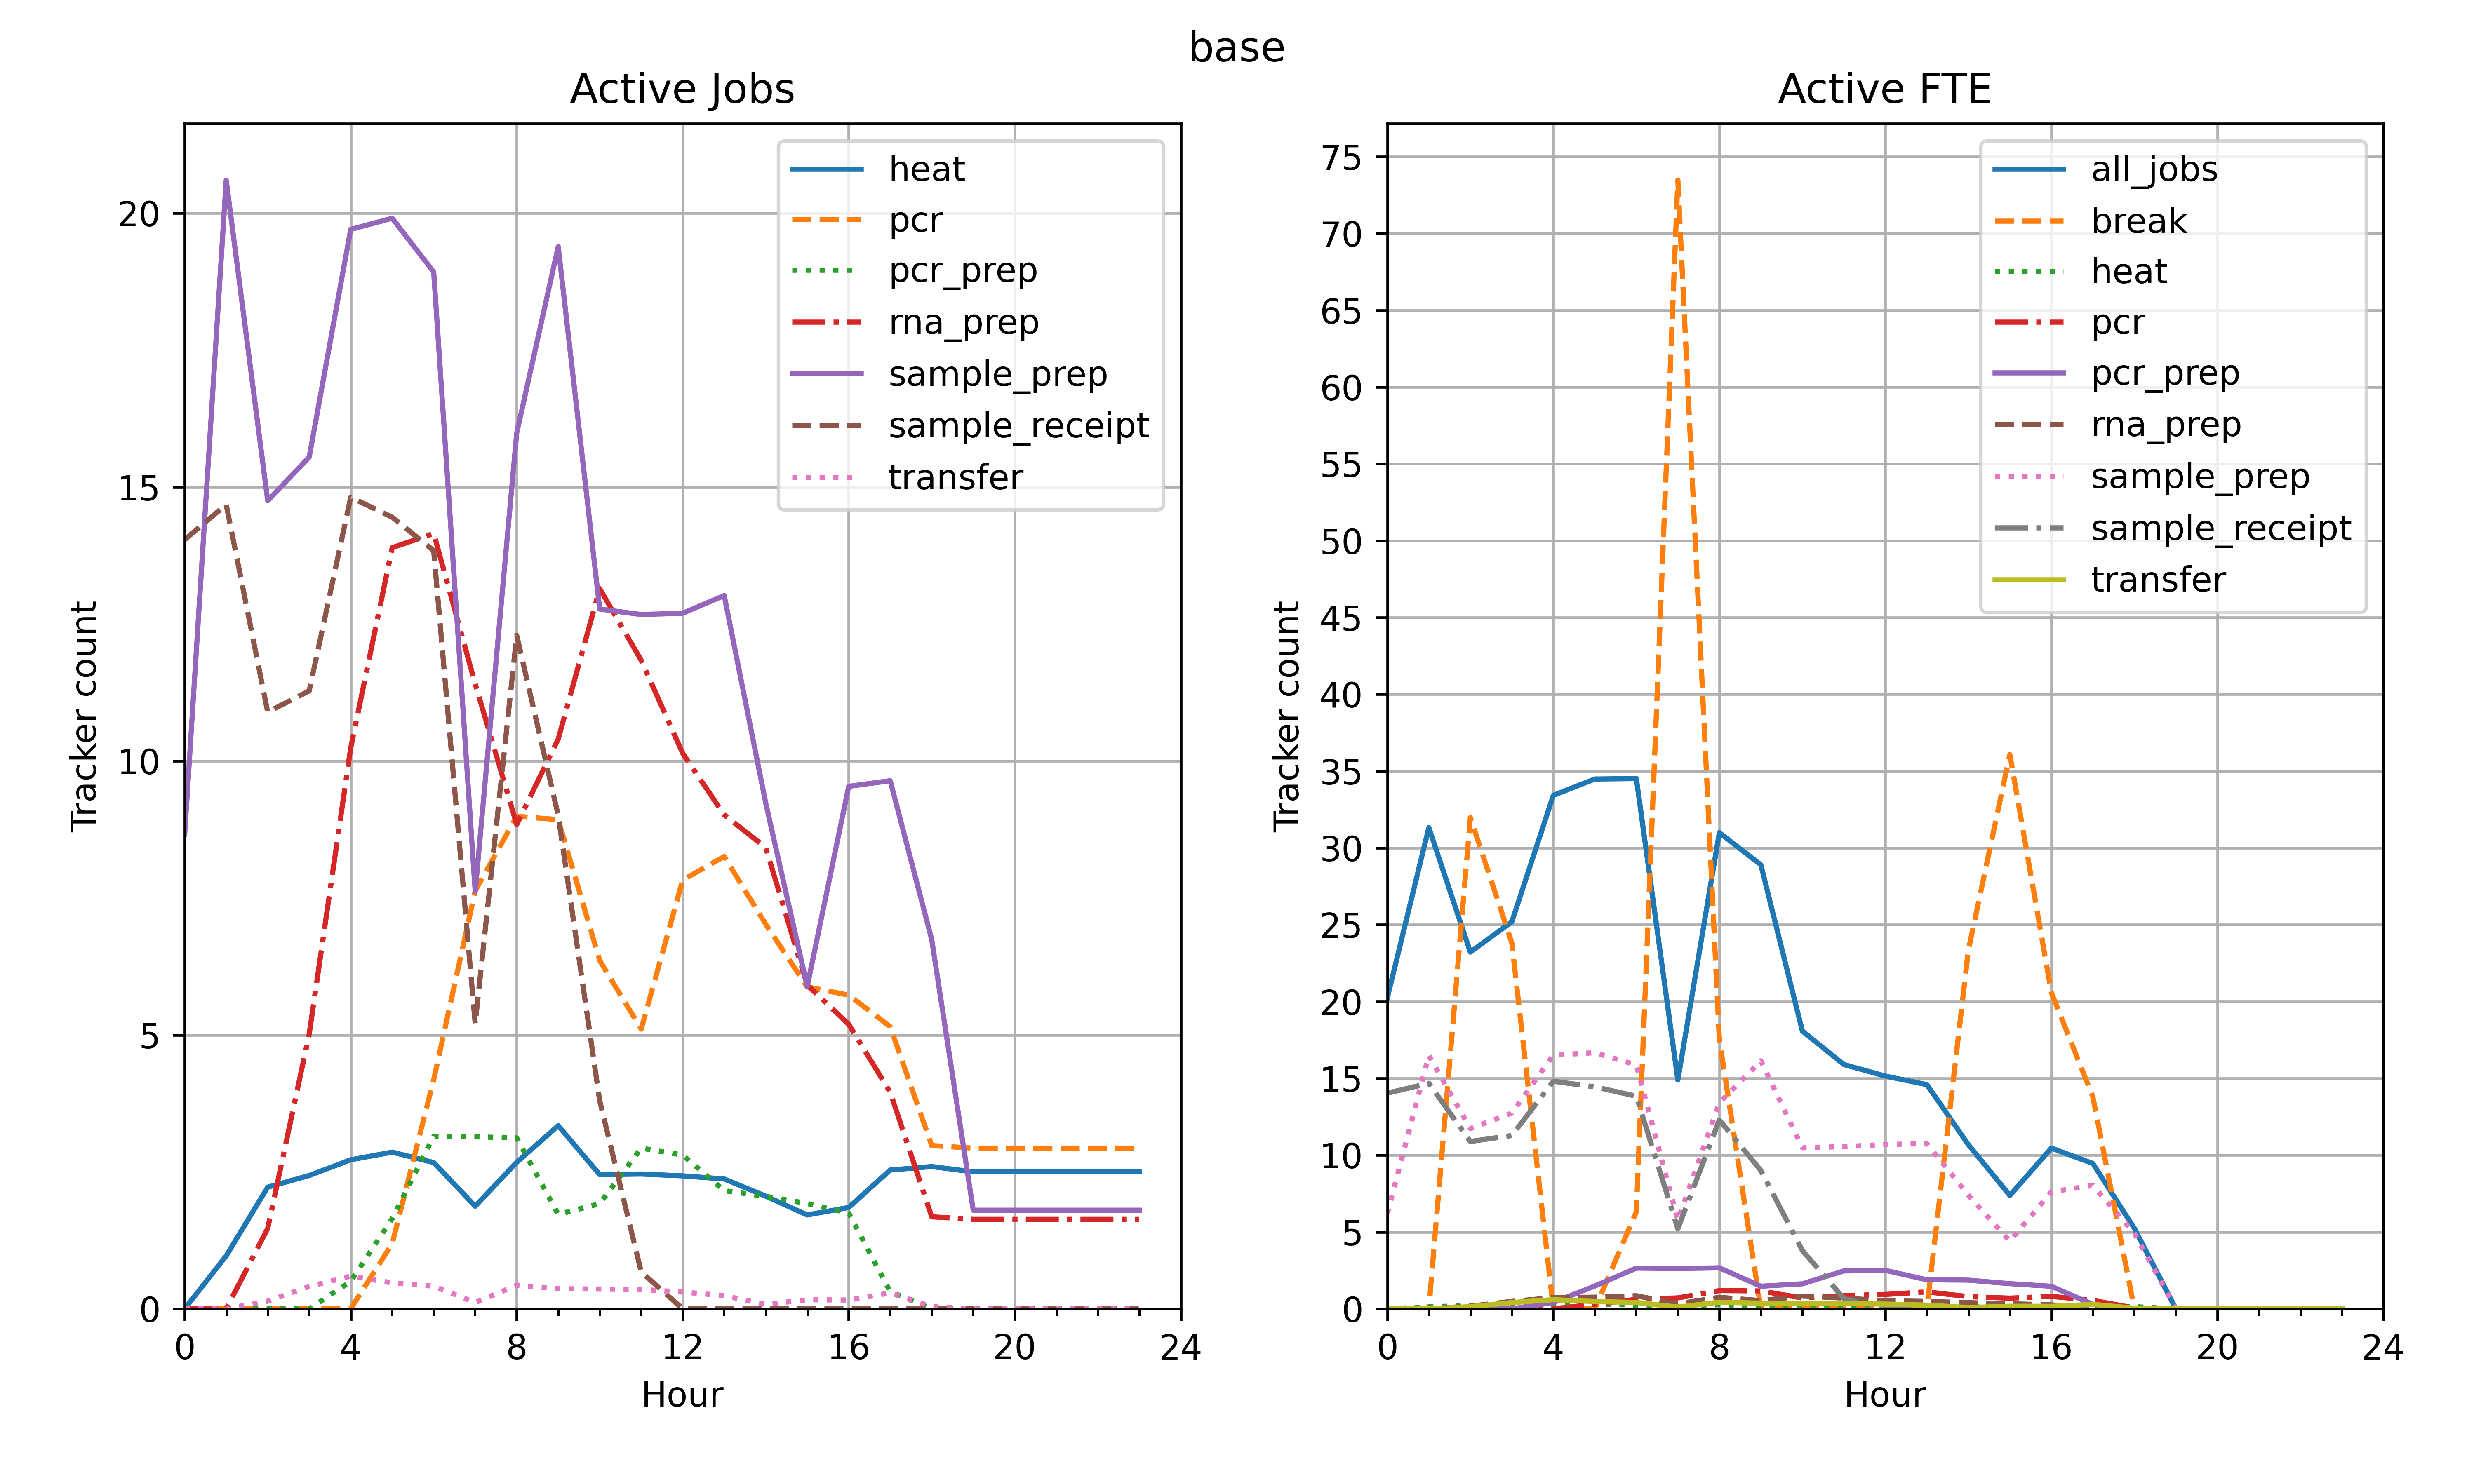 base
Active Jobs
Tracker count
20
15
10
5
0
0 4 8 12 16 20 24
Hour
heat
pcr
pcr_prep
rna_prep
sample_prep
sample_receipt
transfer
Active FTE
Tracker count
75
70
65
60
55
50
45
40
35
30
25
20
15
10
5
0
0 4 8 12 16 20 24
Hour
all_jobs
break
heat
pcr
pcr_prep
rna_prep
sample_prep
sample_receipt
transfer